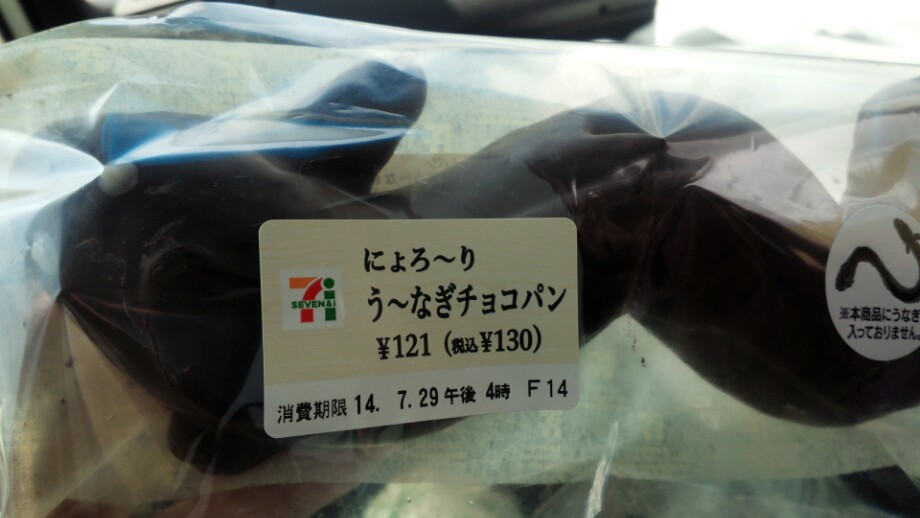 にょろ〜り
う〜なぎチョコパン
SEVEN&i
¥121 (税込¥130)
消費期限 14. 7.29 午後 4時 F14
※本商品にうなぎ
入っておりません。